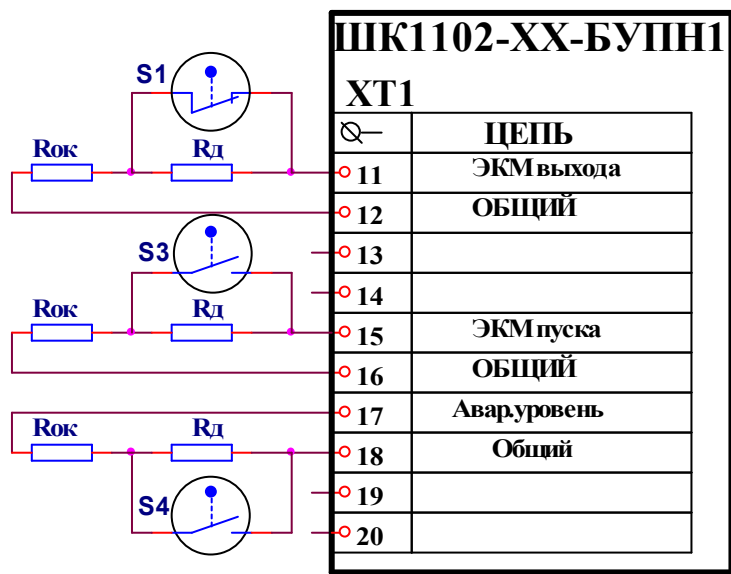 ШК1102-ХХ-БУПН1
S1
ХТ1
ЦЕПЬ
Rок
Rд
11
ЭКМ выхода
12
ОБЩИЙ
S3
13
14
Rок
Rд
15
ЭКМ пуска
16
ОБЩИЙ
17
Авар.уровень
Rок
Rд
18
Общий
S4
19
20